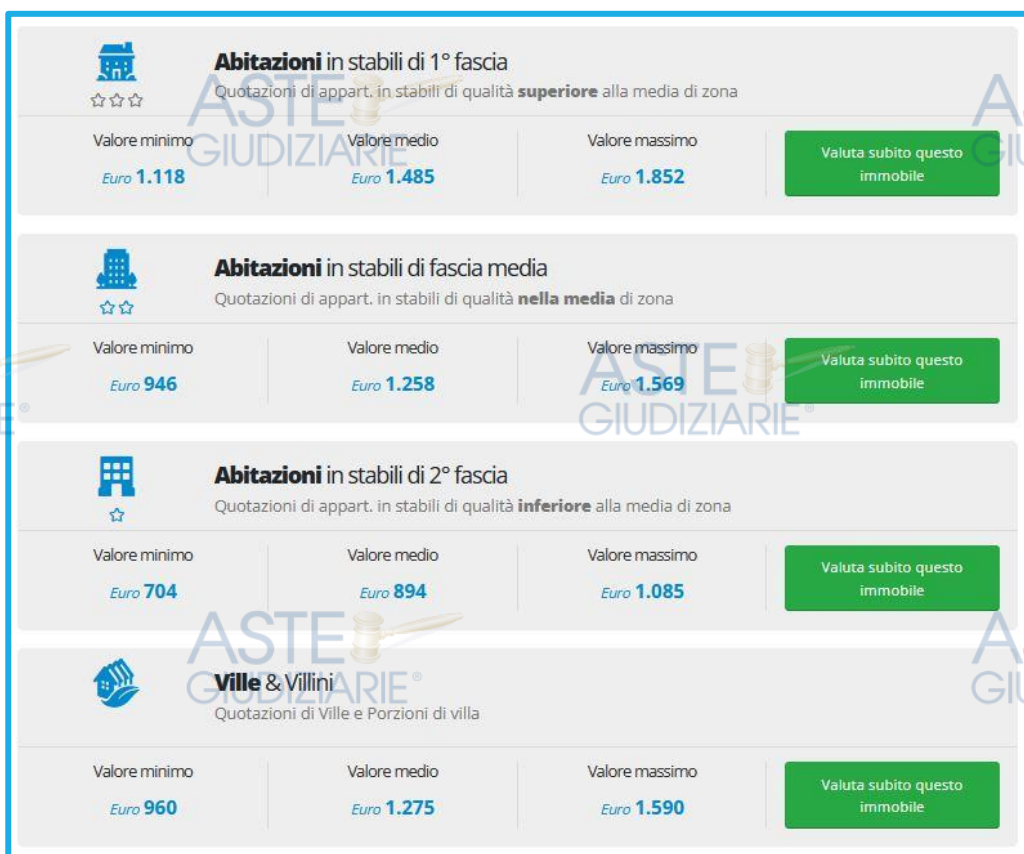 Abitazioni in stabili di 1° fascia
Quotazioni di appart. in stabili di qualità superiore alla media di zona
Valore minimo Valore medio Valore massimo
Euro 1.118 Euro 1.485 Euro 1.852
Valuta subito questo
immobile
Abitazioni in stabili di fascia media
Quotazioni di appart. in stabili di qualità nella media di zona
Valore minimo Valore medio Valore massimo
Euro 946 Euro 1.258 Euro 1.569
Valuta subito questo
immobile
Abitazioni in stabili di 2° fascia
Quotazioni di appart. in stabili di qualità inferiore alla media di zona
Valore minimo Valore medio Valore massimo
Euro 704 Euro 894 Euro 1.085
Valuta subito questo
immobile
Ville & Villini
Quotazioni di Ville e Porzioni di villa
Valore minimo Valore medio Valore massimo
Euro 960 Euro 1.275 Euro 1.590
Valuta subito questo
immobile
ASTE
GIUDIZIARIE®
ASTE
GIUDIZIARIE®
ASTE
GIUDIZIARIE®